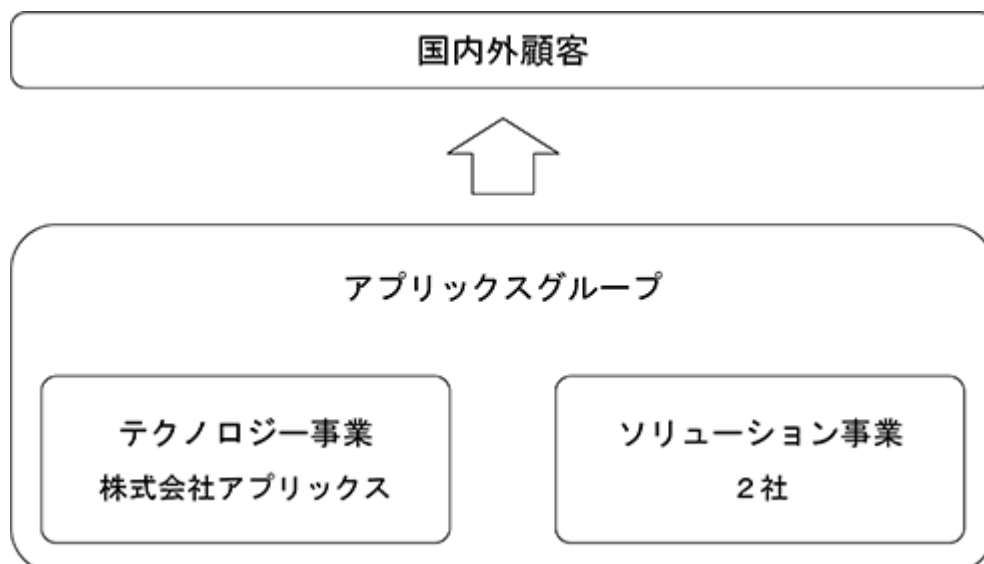 国内外顧客
アプリックスグループ
テクノロジー事業
株式会社アプリックス
ソリューション事業
２社